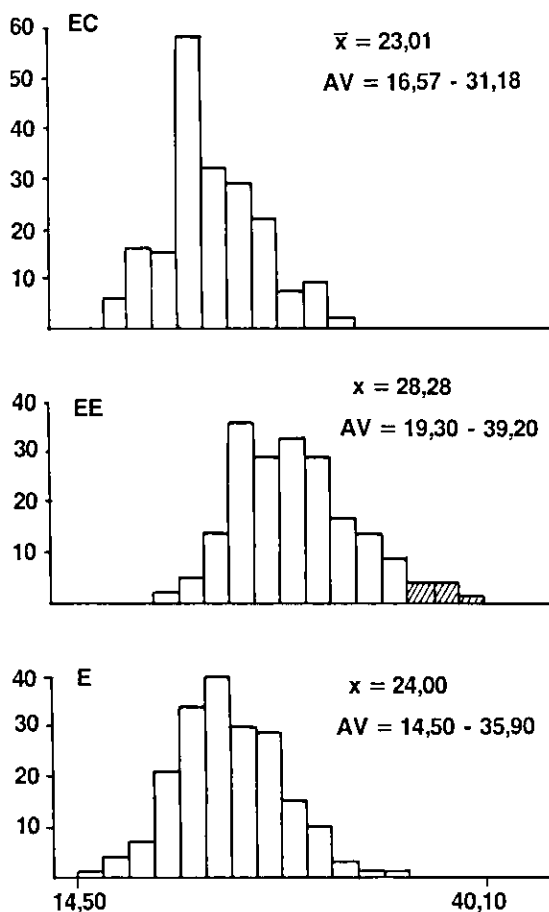 EC
x̅ = 23,01
AV = 16,57 - 31,18
60
50
40
30
20
10
EE
x = 28,28
AV = 19,30 - 39,20
40
30
20
10
E
x = 24,00
AV = 14,50 - 35,90
40
30
20
10
14,50 40,10